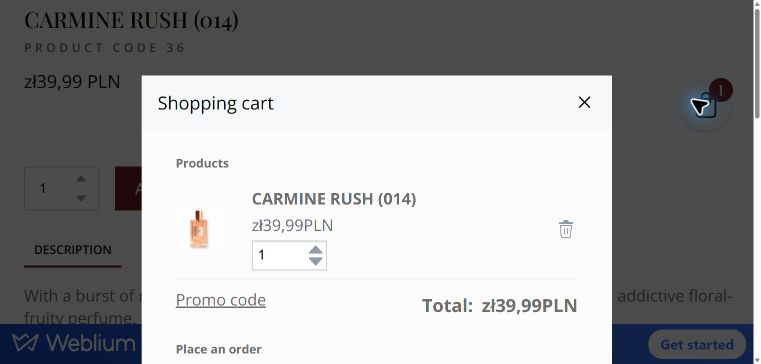 CARMINE RUSH (014)
PRODUCT CODE 36
zł39,99 PLN
1
Shopping cart
Products
1
A
CARMINE RUSH (014)
zł39,99PLN
1
DESCRIPTION
Promo code
Total: zł39,99PLN
With a burst of
addictive floral-
fruity perfume.
Weblium
Get started
Place an order